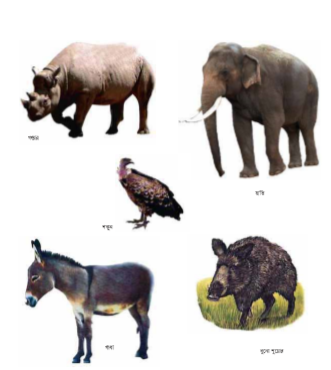 গন্ডার
হাতি
শকুন
গাধা
বুনো শুয়োর